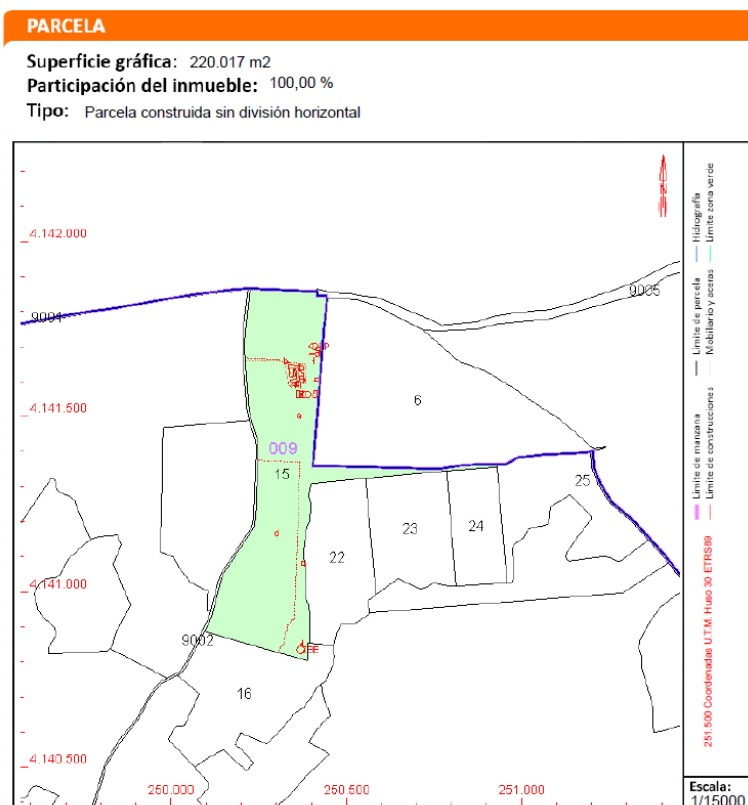 PARCELA
Superficie gráfica: 220.017 m2
Participación del inmueble: 100,00 %
Tipo: Parcela construida sin división horizontal
N
4.142.000
9001
9005
4.141.500
6
009
15
25
22
23
24
4.141.000
9002
16
4.140.500
250.000
250.500
251.000
Límite de manzana
Límite de parcela
Hidrografía
Límite de construcciones
Mobiliario y aceras
Límite zona verde
251.500 Coordenadas U.T.M. Huso 30 ETRS89
Escala:
1/15000